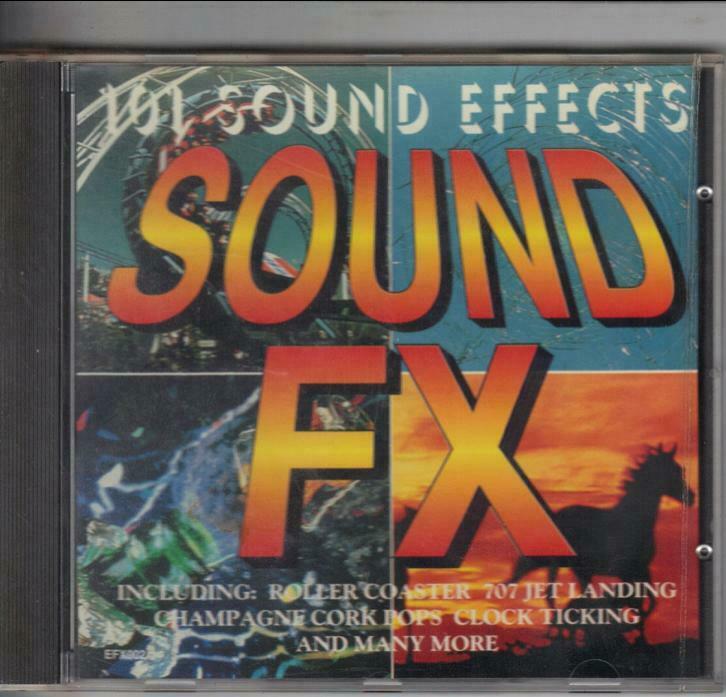 101 SOUND EFFECTS
SOUND
FX
INCLUDING: ROLLER COASTER 707 JET LANDING
CHAMPAGNE CORK POPS CLOCK TICKING
AND MANY MORE